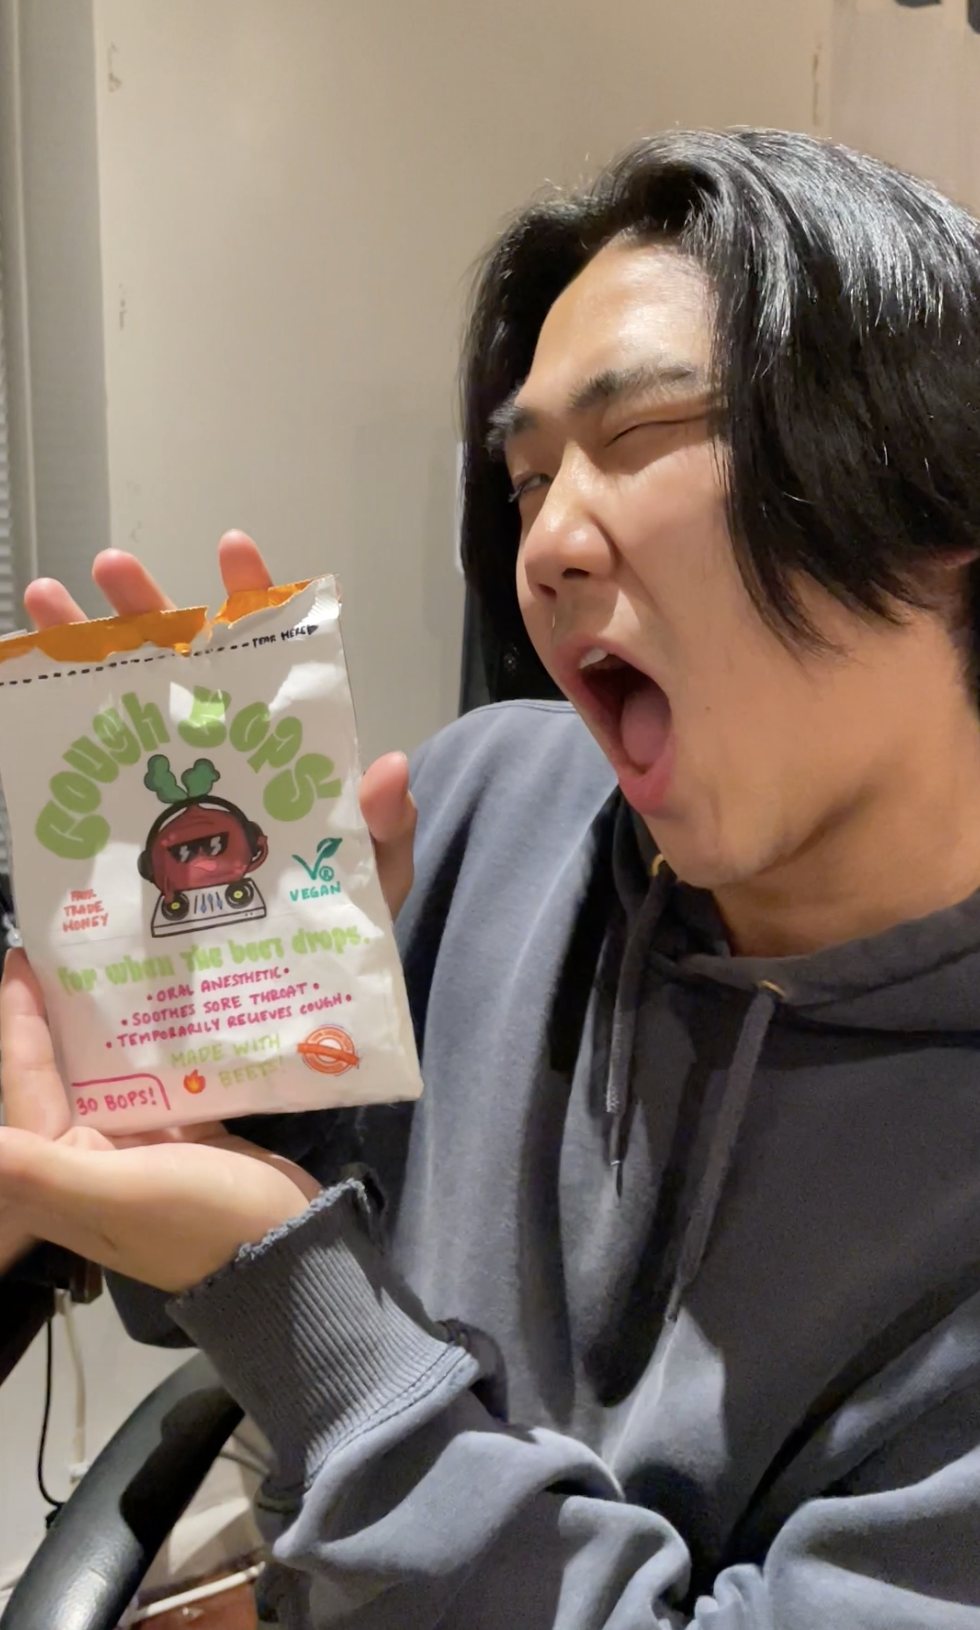 TEAR HERE
Cough Bops
FAIR
TRADE
HONEY
VEGAN
for when the beet drops.
• ORAL ANESTHETIC •
• SOOTHES SORE THROAT •
• TEMPORARILY RELIEVES COUGH •
MADE WITH
BEETS!
30 BOPS!